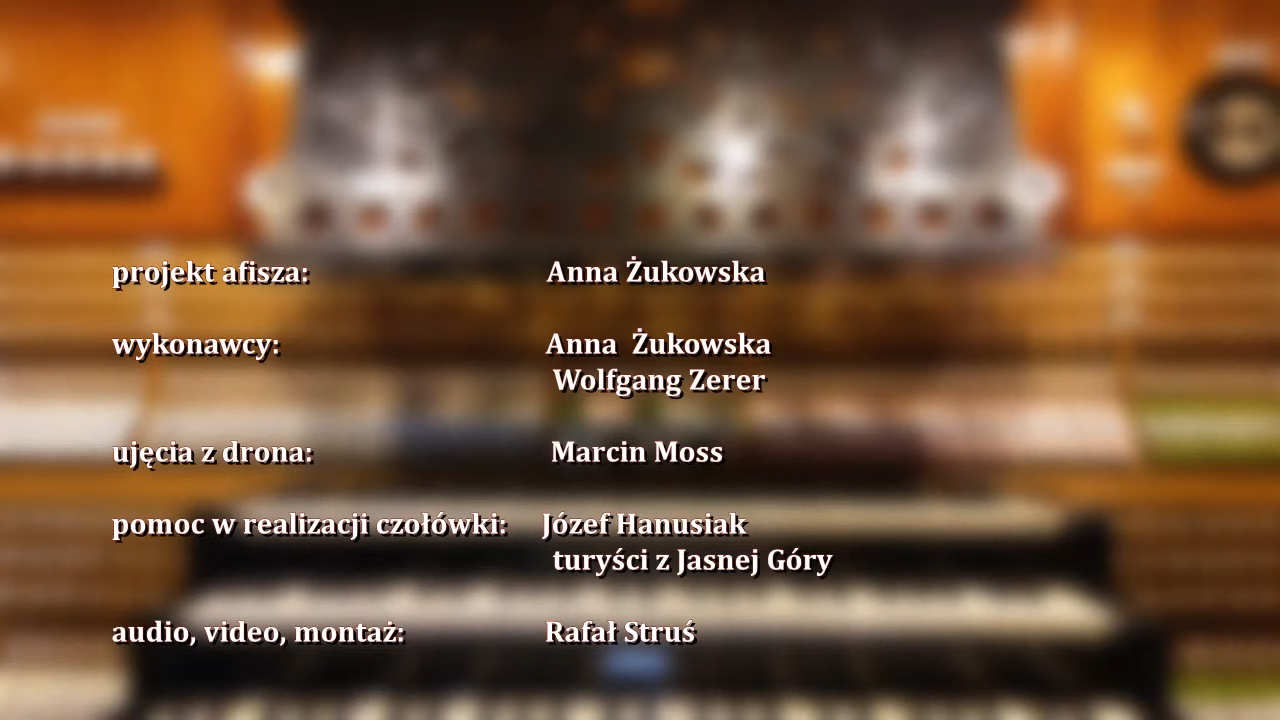 projekt afisza: Anna Żukowska
wykonawcy: Anna Żukowska
Wolfgang Zerer
ujęcia z drona: Marcin Moss
pomoc w realizacji czołówki: Józef Hanusiak
turyści z Jasnej Góry
audio, video, montaż: Rafał Struś